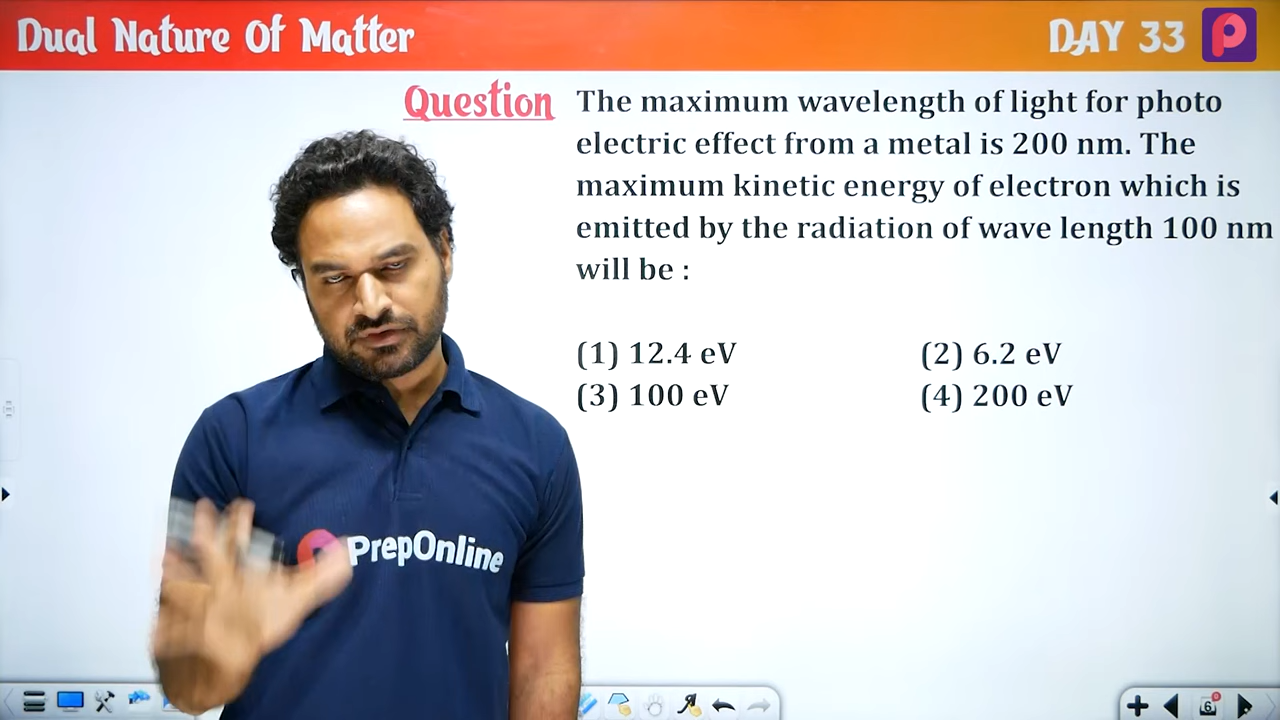 Dual Nature Of Matter
DAY 33
Question
The maximum wavelength of light for photo
electric effect from a metal is 200 nm. The
maximum kinetic energy of electron which is
emitted by the radiation of wave length 100 nm
will be :
(1) 12.4 eV
(2) 6.2 eV
(3) 100 eV
(4) 200 eV
PrepOnline
6